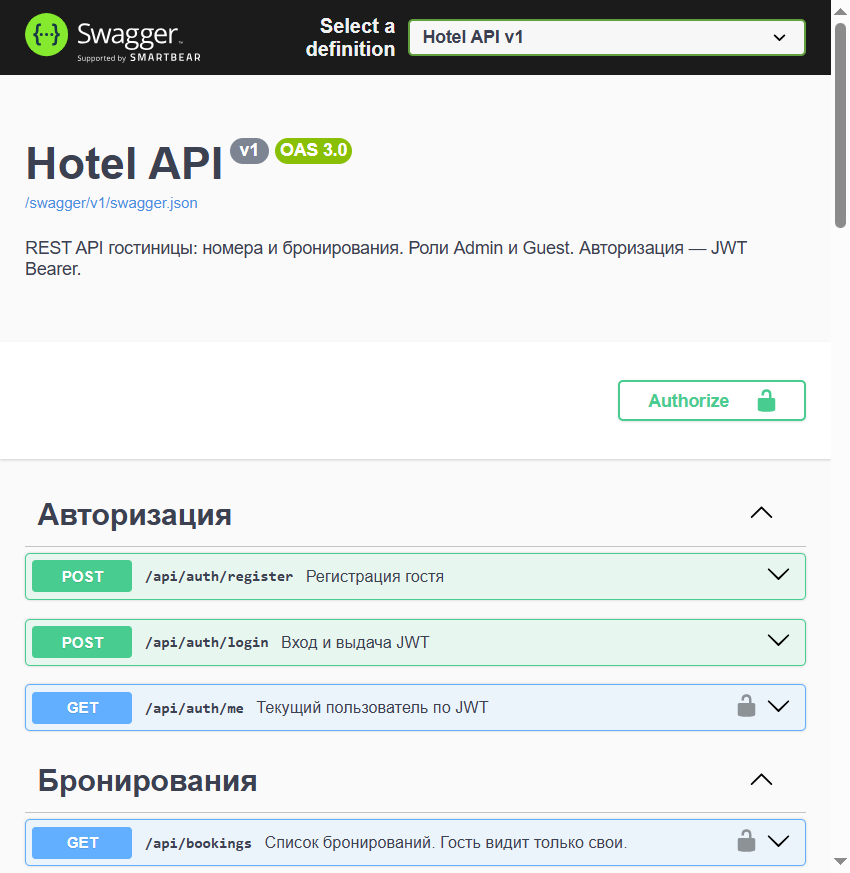 Swagger
Supported by SMARTBEAR
Select a
definition
Hotel API v1
Hotel API v1 OAS 3.0
/swagger/v1/swagger.json
REST API гостиницы: номера и бронирования. Роли Admin и Guest. Авторизация — JWT
Bearer.
Authorize
Авторизация
POST /api/auth/register Регистрация гостя
POST /api/auth/login Вход и выдача JWT
GET /api/auth/me Текущий пользователь по JWT
Бронирования
GET /api/bookings Список бронирований. Гость видит только свои.